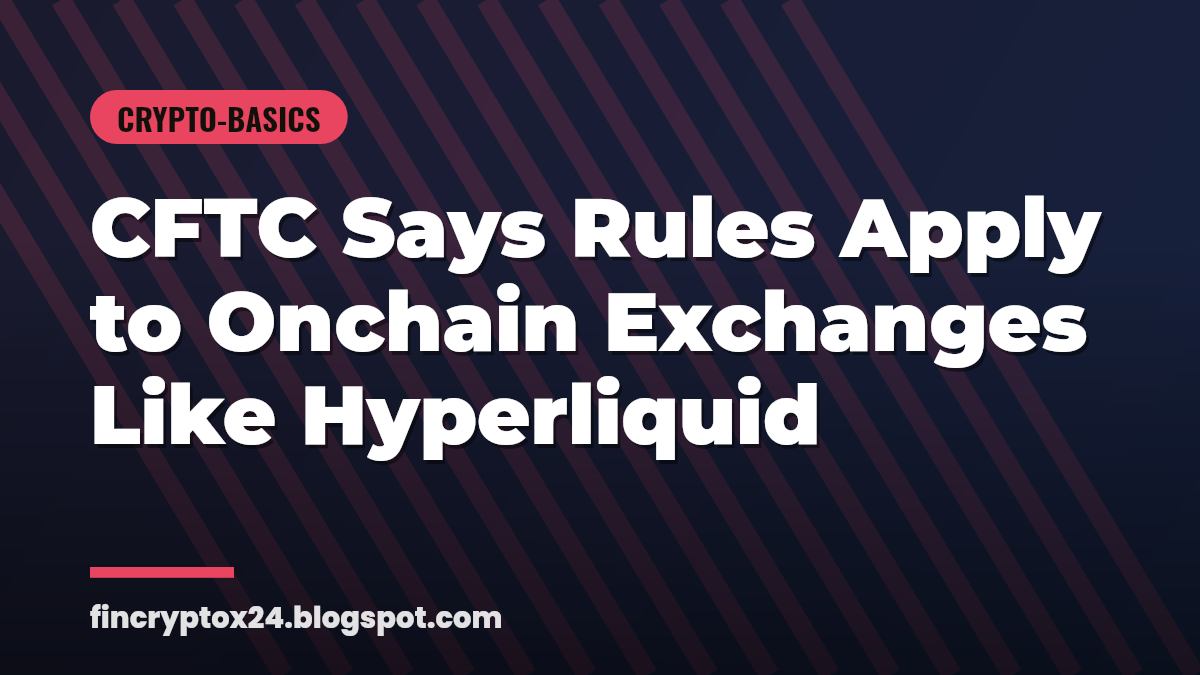 CRYPTO-BASICS
CFTC Says Rules Apply
to Onchain Exchanges
Like Hyperliquid
fincryptox24.blogspot.com